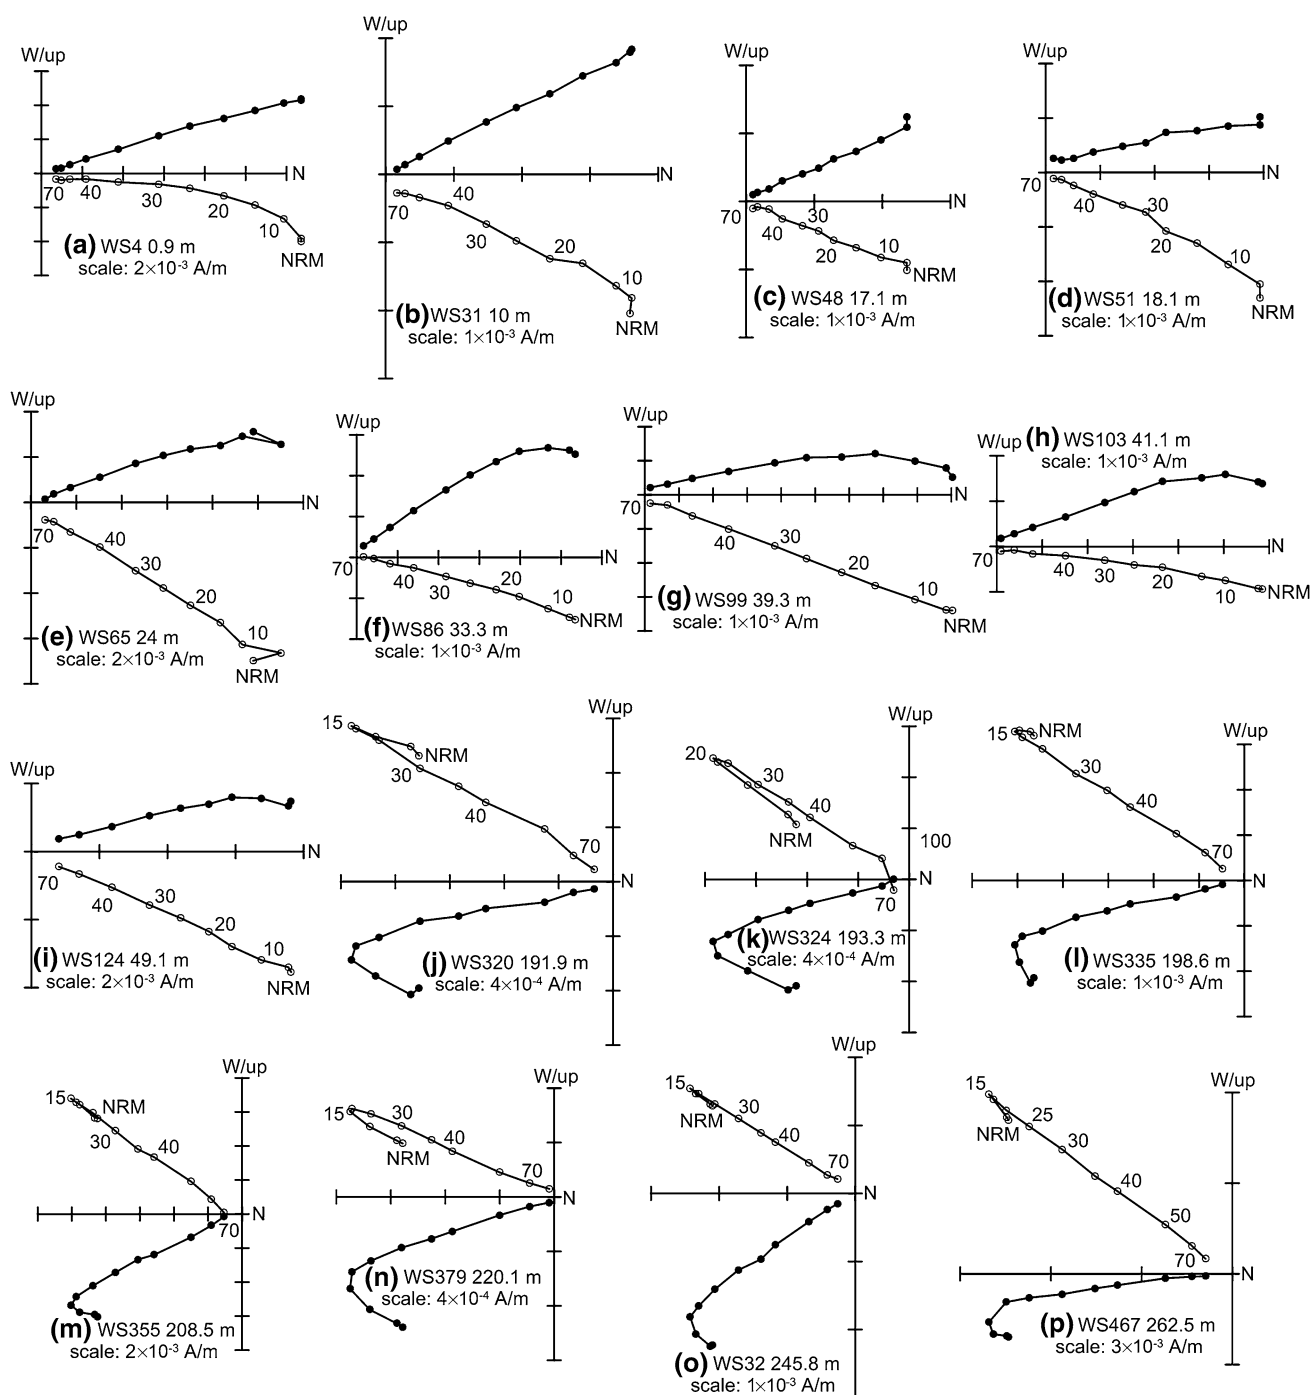 W/up
N
70
40
30
20
10
NRM
(a) WS4 0.9 m
scale: 2×10-3 A/m
W/up
N
70
40
30
20
10
NRM
(b) WS31 10 m
scale: 1×10-3 A/m
W/up
N
70
40
30
20
10
NRM
(c) WS48 17.1 m
scale: 1×10-3 A/m
W/up
N
70
40
30
20
10
NRM
(d) WS51 18.1 m
scale: 1×10-3 A/m
W/up
N
70
40
30
20
10
NRM
(e) WS65 24 m
scale: 2×10-3 A/m
W/up
N
70
40
30
20
10
NRM
(f) WS86 33.3 m
scale: 1×10-3 A/m
W/up
N
70
40
30
20
10
NRM
(g) WS99 39.3 m
scale: 1×10-3 A/m
W/up
(h) WS103 41.1 m
scale: 1×10-3 A/m
N
70
40
30
20
10
NRM
W/up
N
70
40
30
20
10
NRM
(i) WS124 49.1 m
scale: 2×10-3 A/m
W/up
15
NRM
30
40
70
N
(j) WS320 191.9 m
scale: 4×10-4 A/m
W/up
20
30
40
NRM
100
N
70
(k) WS324 193.3 m
scale: 4×10-4 A/m
W/up
15
NRM
30
40
70
N
(l) WS335 198.6 m
scale: 1×10-3 A/m
W/up
15
NRM
30
40
N
70
(m) WS355 208.5 m
scale: 2×10-3 A/m
W/up
15
30
40
NRM
70
N
(n) WS379 220.1 m
scale: 4×10-4 A/m
W/up
15
NRM
30
40
70
N
(o) WS32 245.8 m
scale: 1×10-3 A/m
W/up
15
25
NRM
30
40
50
70
N
(p) WS467 262.5 m
scale: 3×10-3 A/m